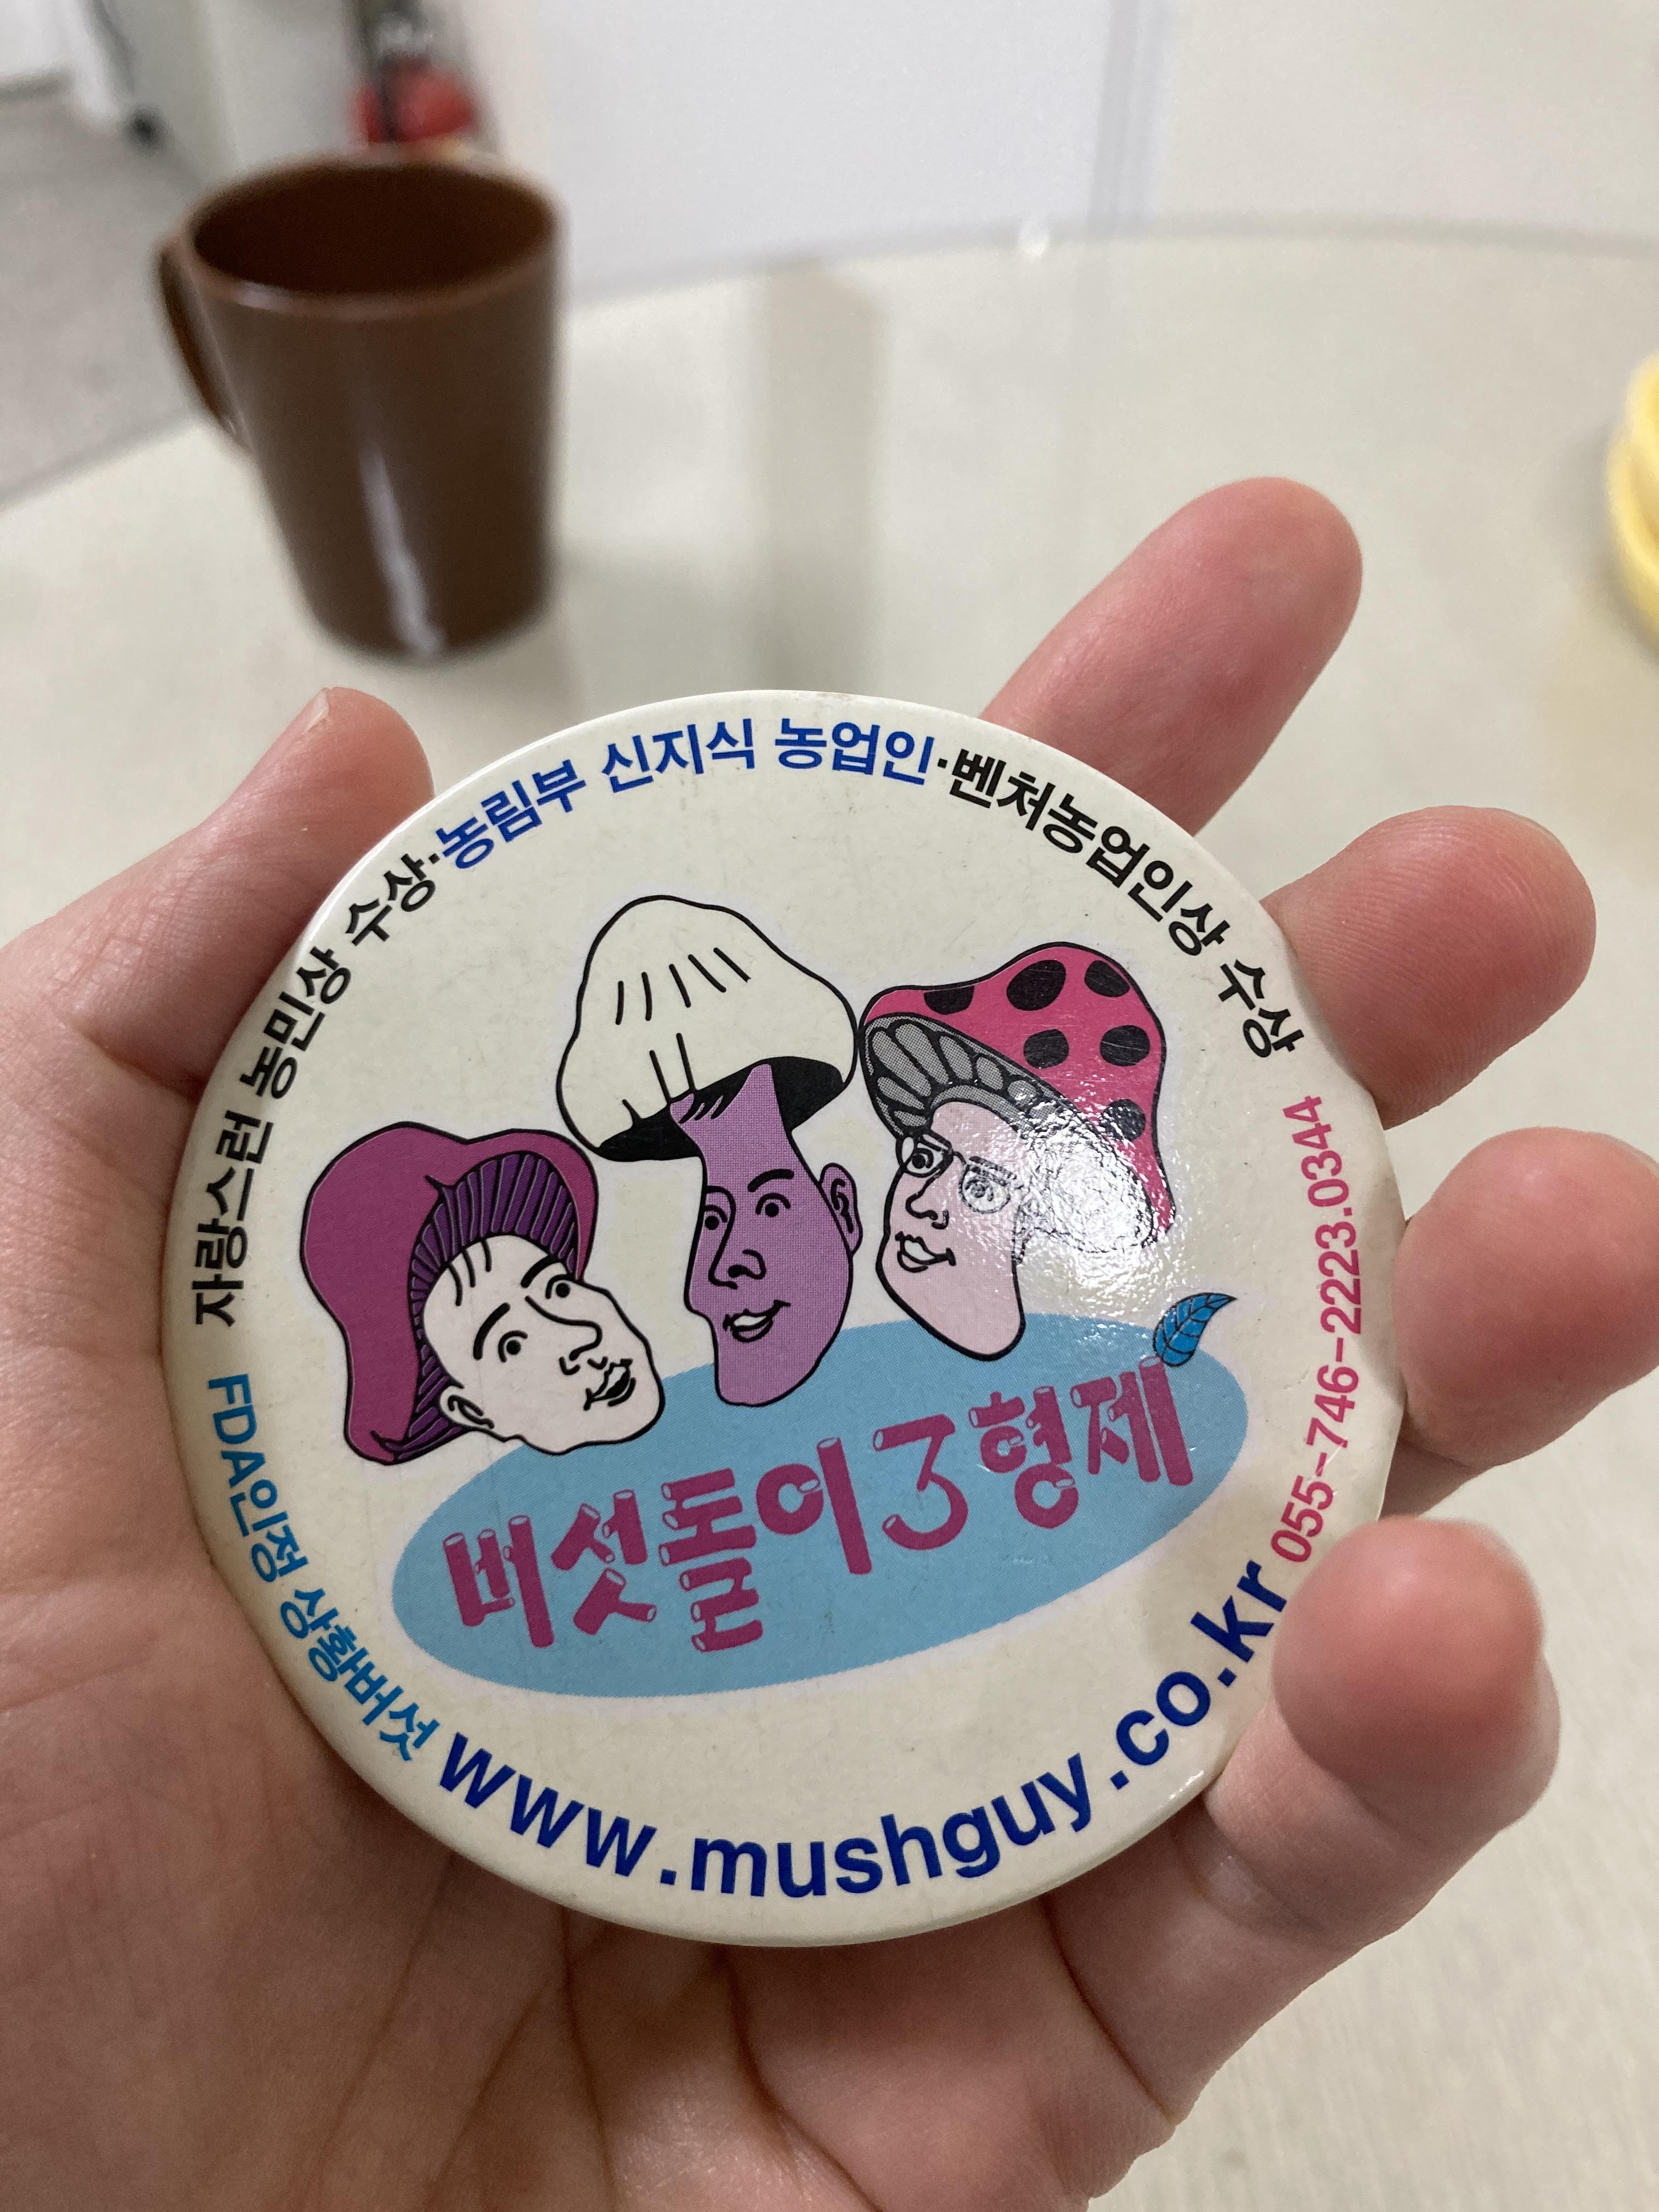 자랑스런 농민상 수상·농림부 신지식 농업인·벤처농업인상 수상
버섯돌이 3형제
FDA인정 상황버섯
www.mushguy.co.kr
055-746-2223.0344